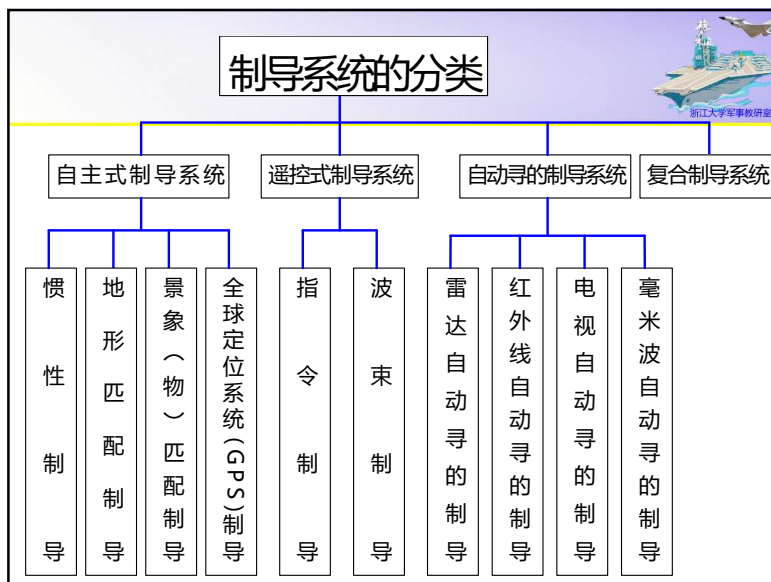 制导系统的分类
浙江大学军事教研室
自主式制导系统
遥控式制导系统
自动寻的制导系统
复合制导系统
惯性制导
地形匹配制导
景象（物）匹配制导
全球定位系统(GPS)制导
指令制导
波束制导
雷达自动寻的制导
红外线自动寻的制导
电视自动寻的制导
毫米波自动寻的制导